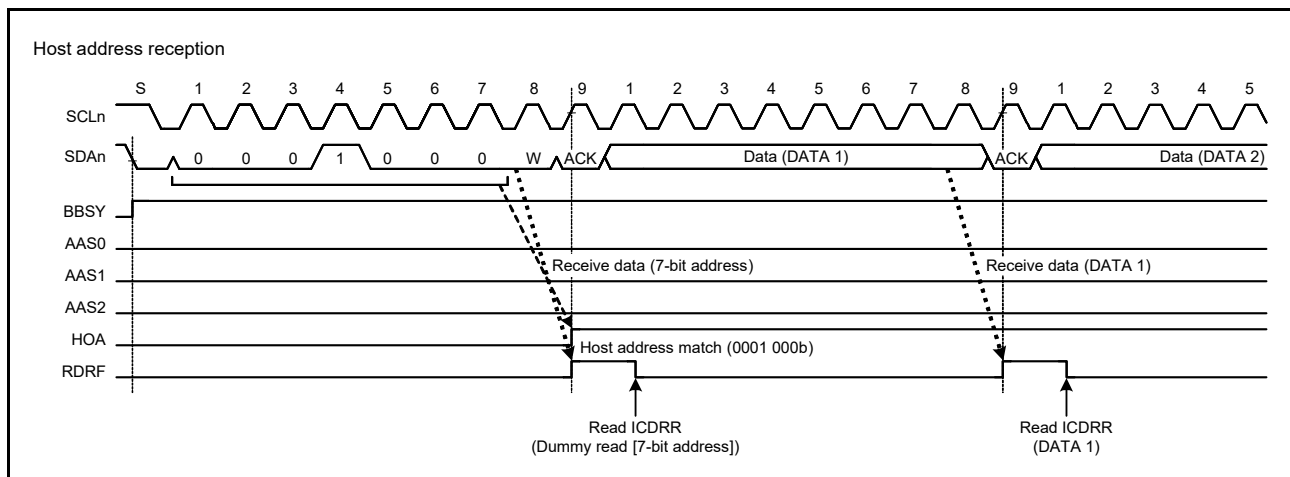 Host address reception
S 1 2 3 4 5 6 7 8 9 1 2 3 4 5 6 7 8 9 1 2 3 4 5
SCLn
SDAn 0 0 0 1 0 0 0 W ACK Data (DATA 1) ACK Data (DATA 2)
BBSY
AAS0
Receive data (7-bit address) Receive data (DATA 1)
AAS1
AAS2
HOA
Host address match (0001 000b)
RDRF
Read ICDRR Read ICDRR
(Dummy read [7-bit address]) (DATA 1)